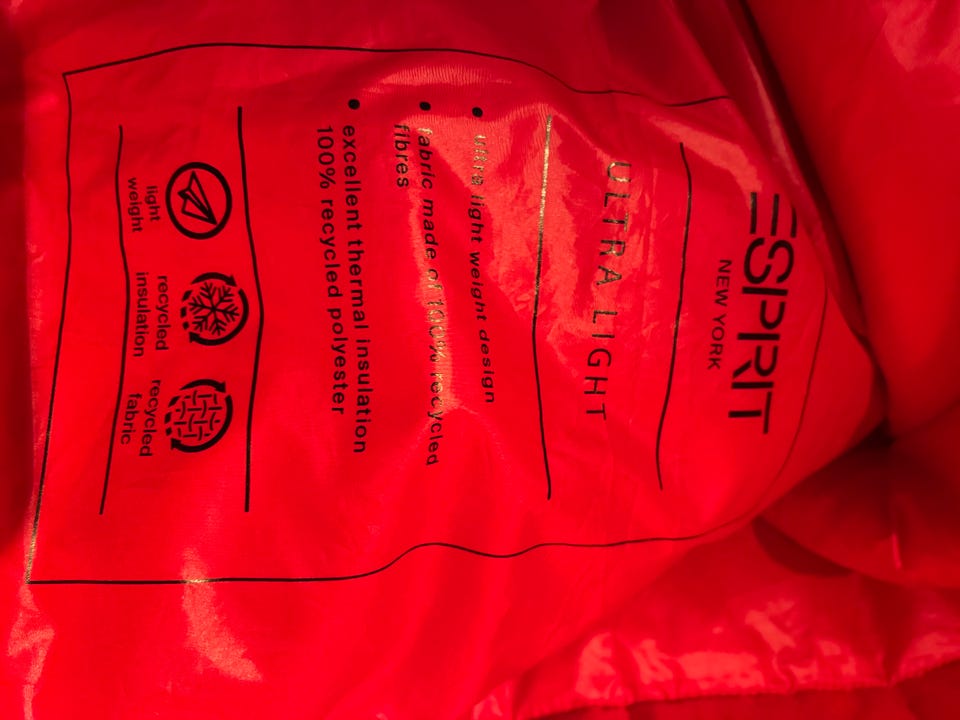 ESPRIT
NEW YORK
ULTRA LIGHT
• ultra light weight design
• fabric made of 100% recycled
fibres
• excellent thermal insulation
100% recycled polyester
light
weight
recycled
insulation
recycled
fabric